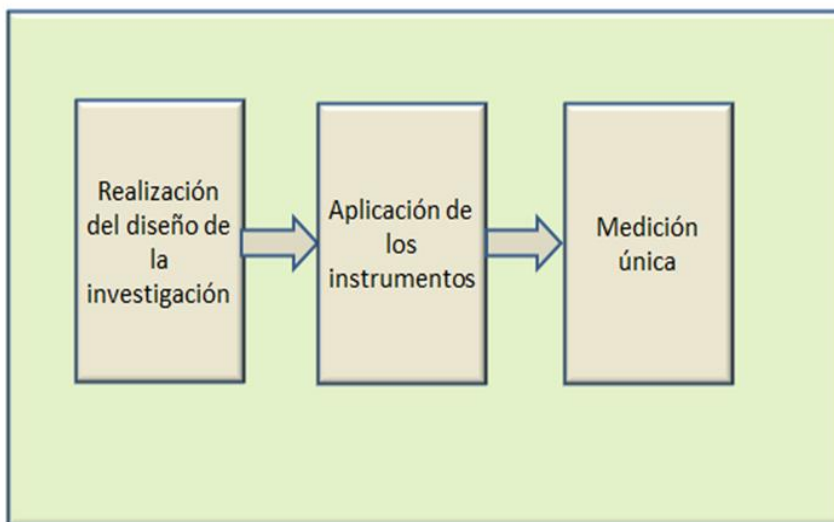 Realización
del diseño de
la
investigación
Aplicación de
los
instrumentos
Medición
única